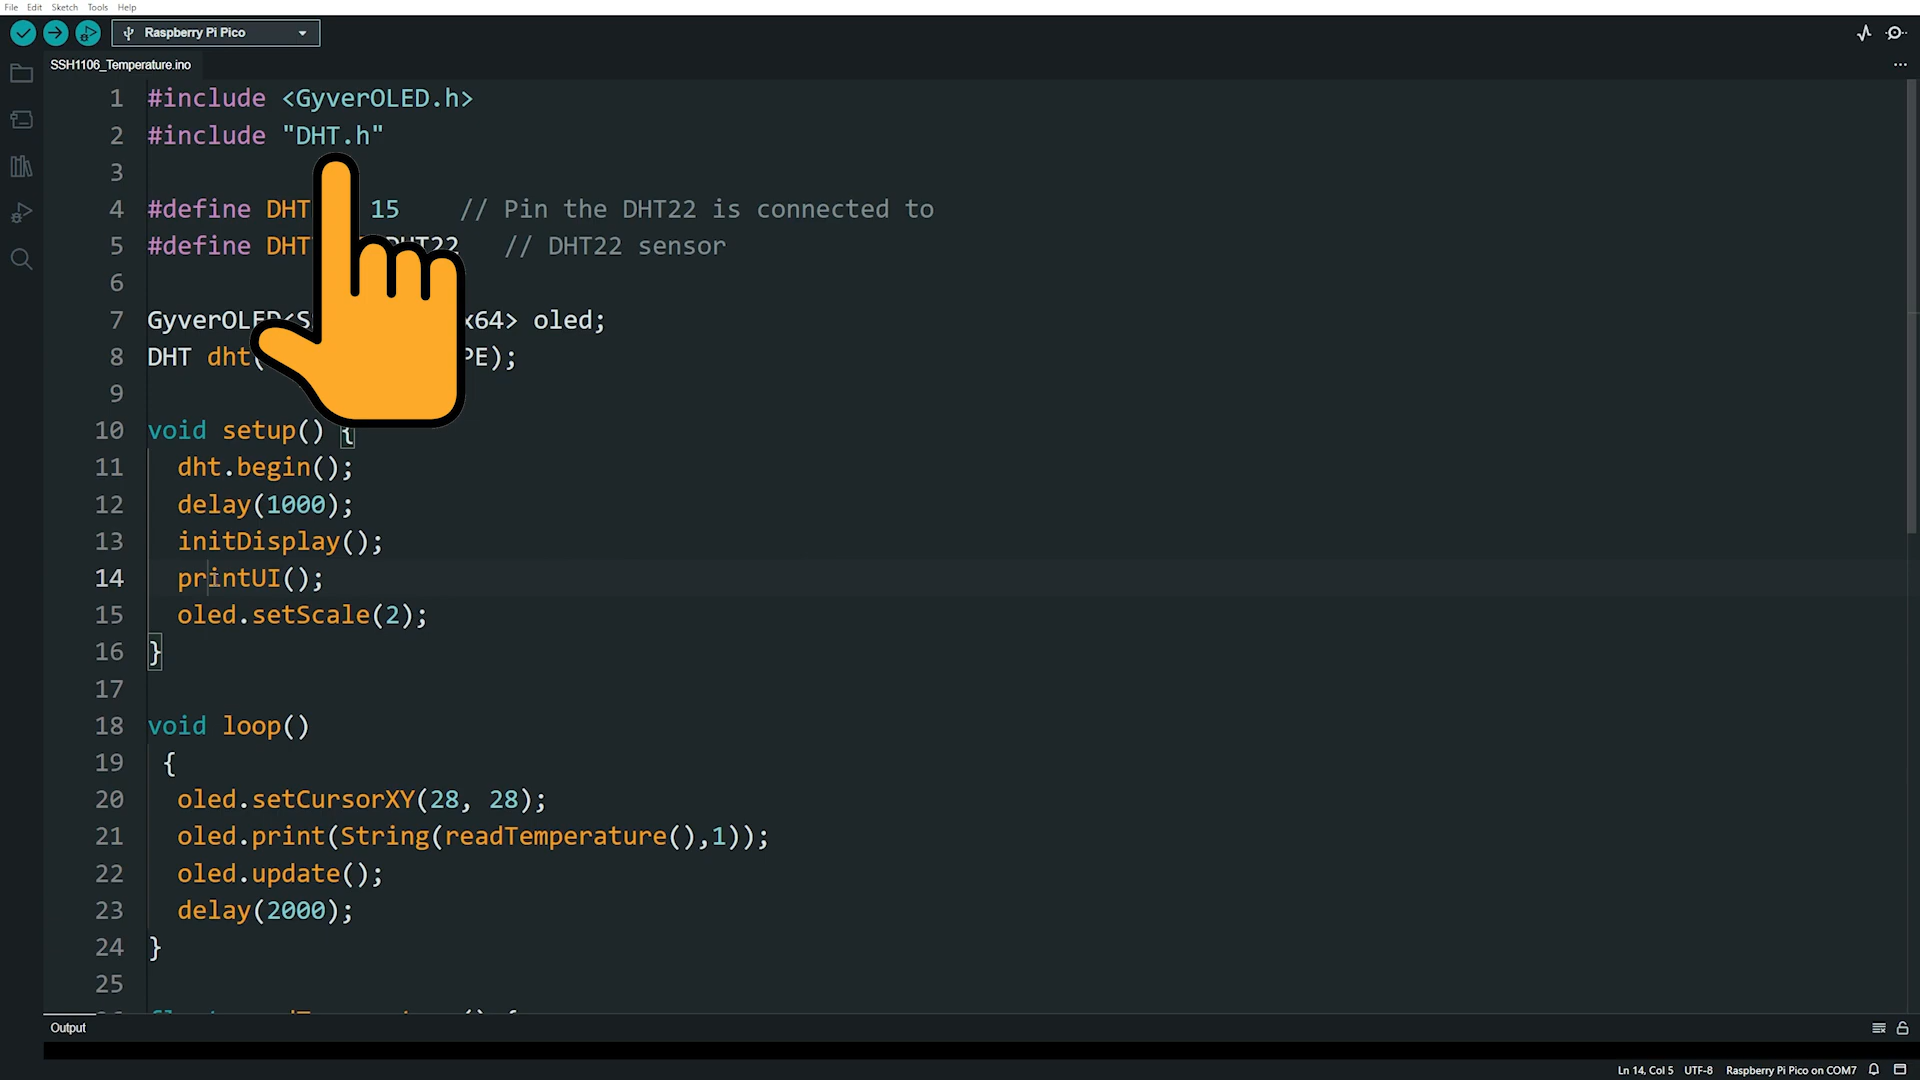 File Edit Sketch Tools Help
Raspberry Pi Pico
SSH1106_Temperature.ino
1 #include <GyverOLED.h>
2 #include "DHT.h"
3
4 #define DHT 15 // Pin the DHT22 is connected to
5 #define DHT DHT22 // DHT22 sensor
6
7 GyverOLED<S x64> oled;
8 DHT dht( PE);
9
10 void setup() {
11 dht.begin();
12 delay(1000);
13 initDisplay();
14 printUI();
15 oled.setScale(2);
16 }
17
18 void loop()
19 {
20 oled.setCursorXY(28, 28);
21 oled.print(String(readTemperature(),1));
22 oled.update();
23 delay(2000);
24 }
25
Output
Ln 14, Col 5 UTF-8 Raspberry Pi Pico on COM7